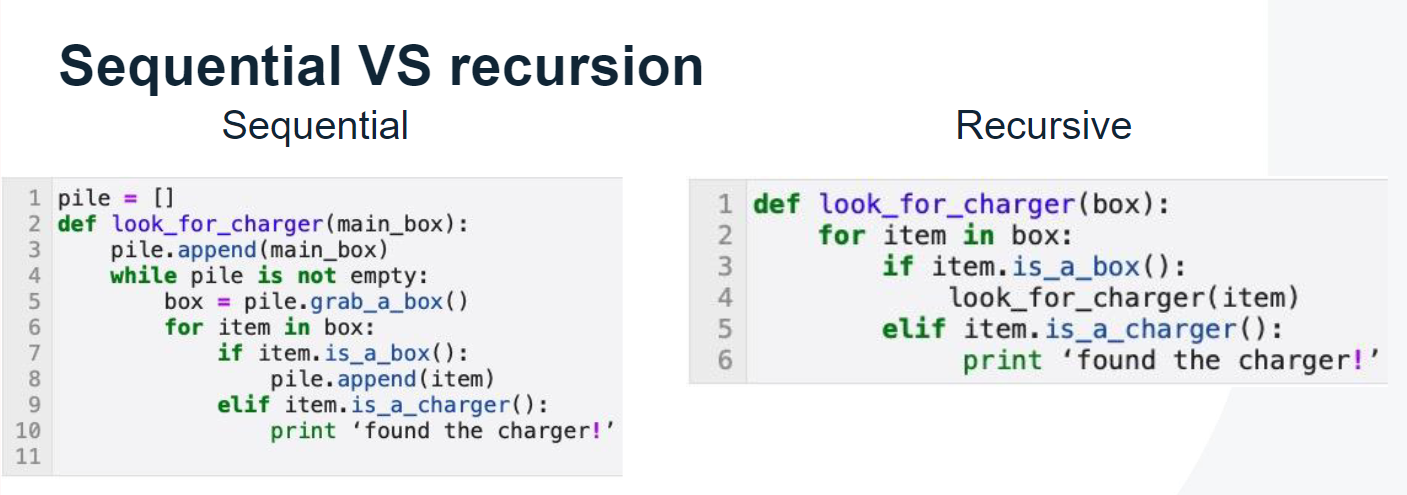 Sequential VS recursion
Sequential
1 pile = []
2 def look_for_charger(main_box):
3     pile.append(main_box)
4     while pile is not empty:
5         box = pile.grab_a_box()
6         for item in box:
7             if item.is_a_box():
8                 pile.append(item)
9             elif item.is_a_charger():
10                 print ‘found the charger!’
11
Recursive
1 def look_for_charger(box):
2     for item in box:
3         if item.is_a_box():
4             look_for_charger(item)
5         elif item.is_a_charger():
6             print ‘found the charger!’